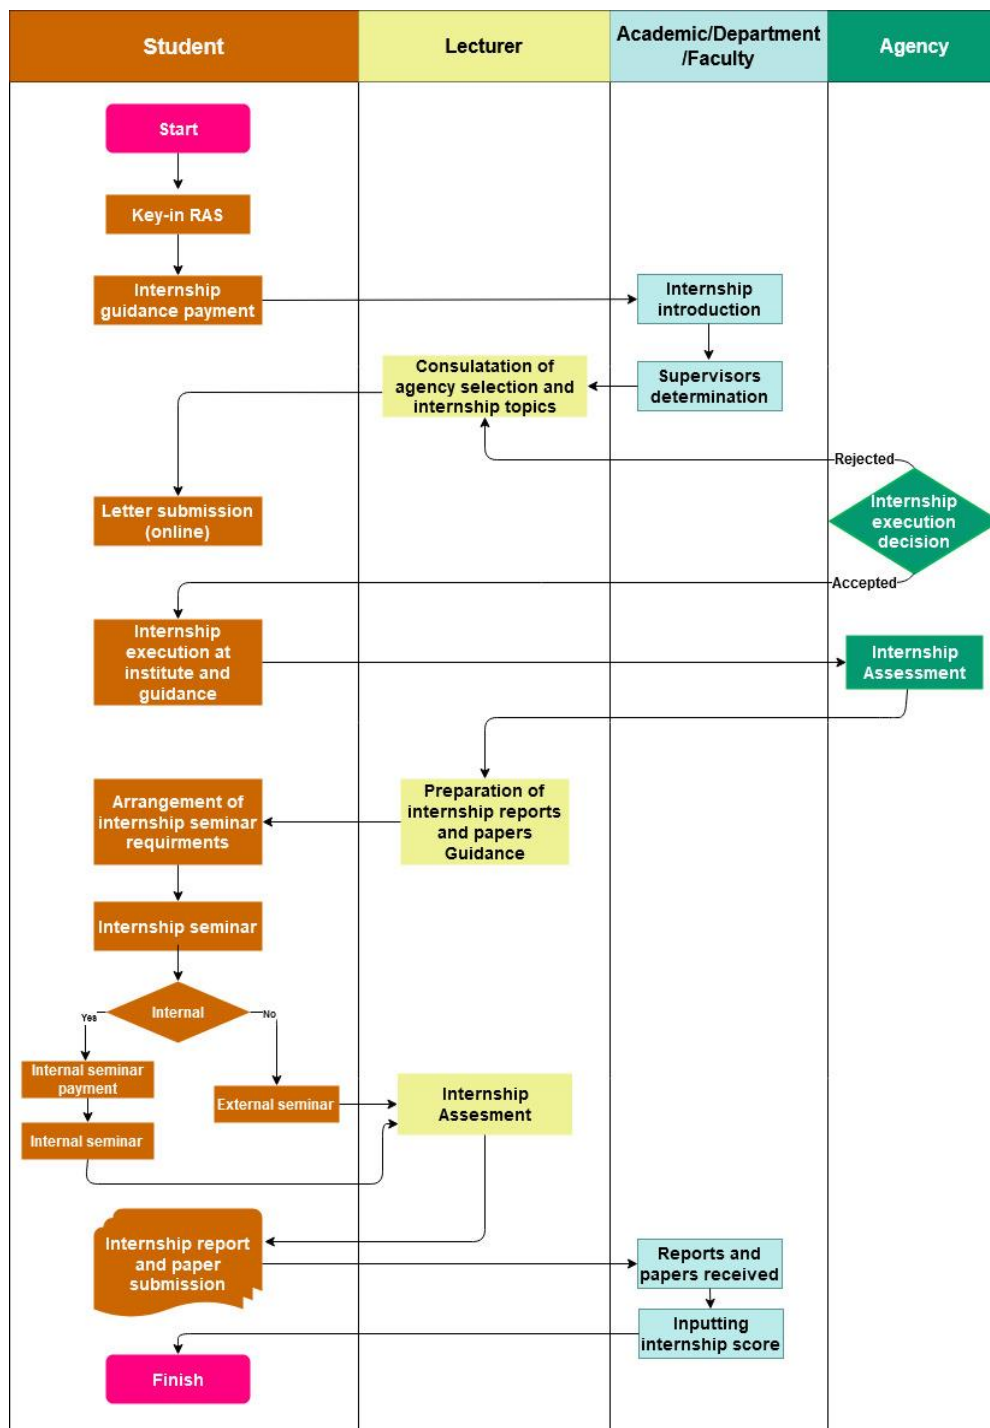 Student
Lecturer
Academic/Department
/Faculty
Agency
Start
Key-in RAS
Internship
guidance payment
Internship
introduction
Supervisors
determination
Consulatation of
agency selection and
internship topics
Letter submission
(online)
Rejected
Internship
execution
decision
Accepted
Internship
execution at
institute and
guidance
Internship
Assessment
Preparation of
internship reports
and papers
Guidance
Arrangement of
internship seminar
requirments
Internship seminar
Internal
Yes
No
Internal seminar
payment
Internal seminar
External seminar
Internship
Assesment
Internship report
and paper
submission
Reports and
papers received
Inputting
internship score
Finish